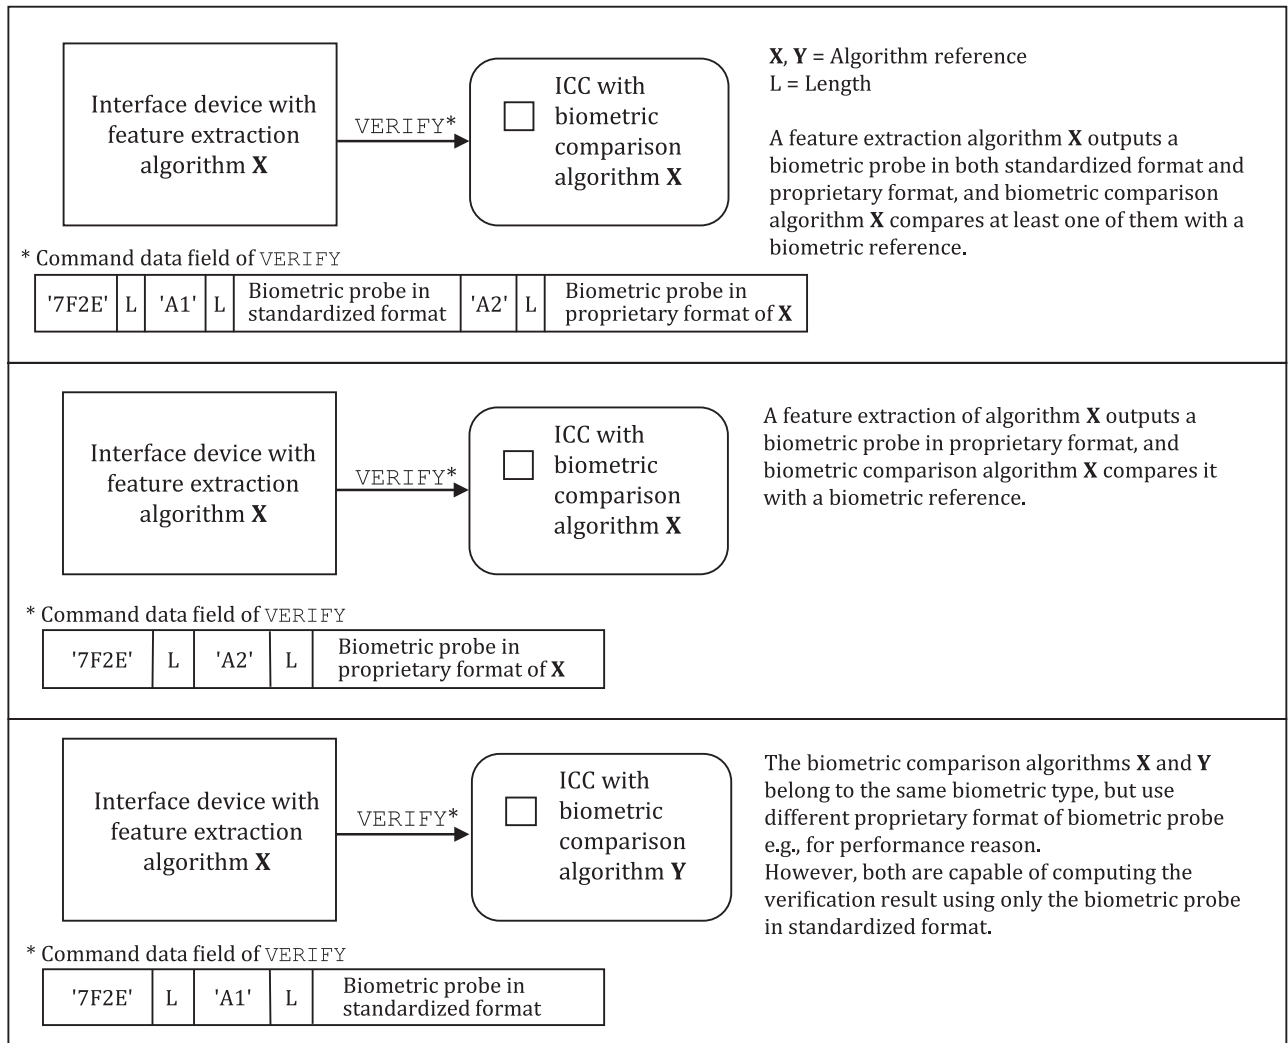 Interface device with
feature extraction
algorithm X
VERIFY*
ICC with
biometric
comparison
algorithm X
X, Y = Algorithm reference
L = Length
A feature extraction algorithm X outputs a
biometric probe in both standardized format and
proprietary format, and biometric comparison
algorithm X compares at least one of them with a
biometric reference.
* Command data field of VERIFY
'7F2E' L 'A1' L Biometric probe in
standardized format 'A2' L Biometric probe in
proprietary format of X
Interface device with
feature extraction
algorithm X
VERIFY*
ICC with
biometric
comparison
algorithm X
A feature extraction of algorithm X outputs a
biometric probe in proprietary format, and
biometric comparison algorithm X compares it
with a biometric reference.
* Command data field of VERIFY
'7F2E' L 'A2' L Biometric probe in
proprietary format of X
Interface device with
feature extraction
algorithm X
VERIFY*
ICC with
biometric
comparison
algorithm Y
The biometric comparison algorithms X and Y
belong to the same biometric type, but use
different proprietary format of biometric probe
e.g., for performance reason.
However, both are capable of computing the
verification result using only the biometric probe
in standardized format.
* Command data field of VERIFY
'7F2E' L 'A1' L Biometric probe in
standardized format